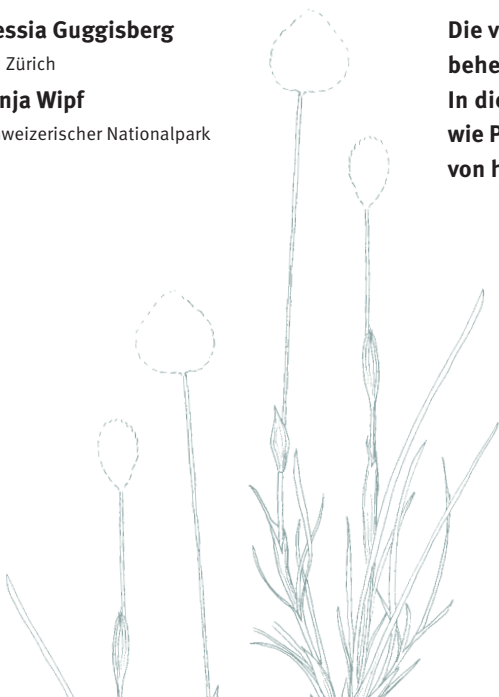 essia Guggisberg
Zürich
nja Wipf
weizerischer Nationalpark
Die v
behe
In die
wie P
von h